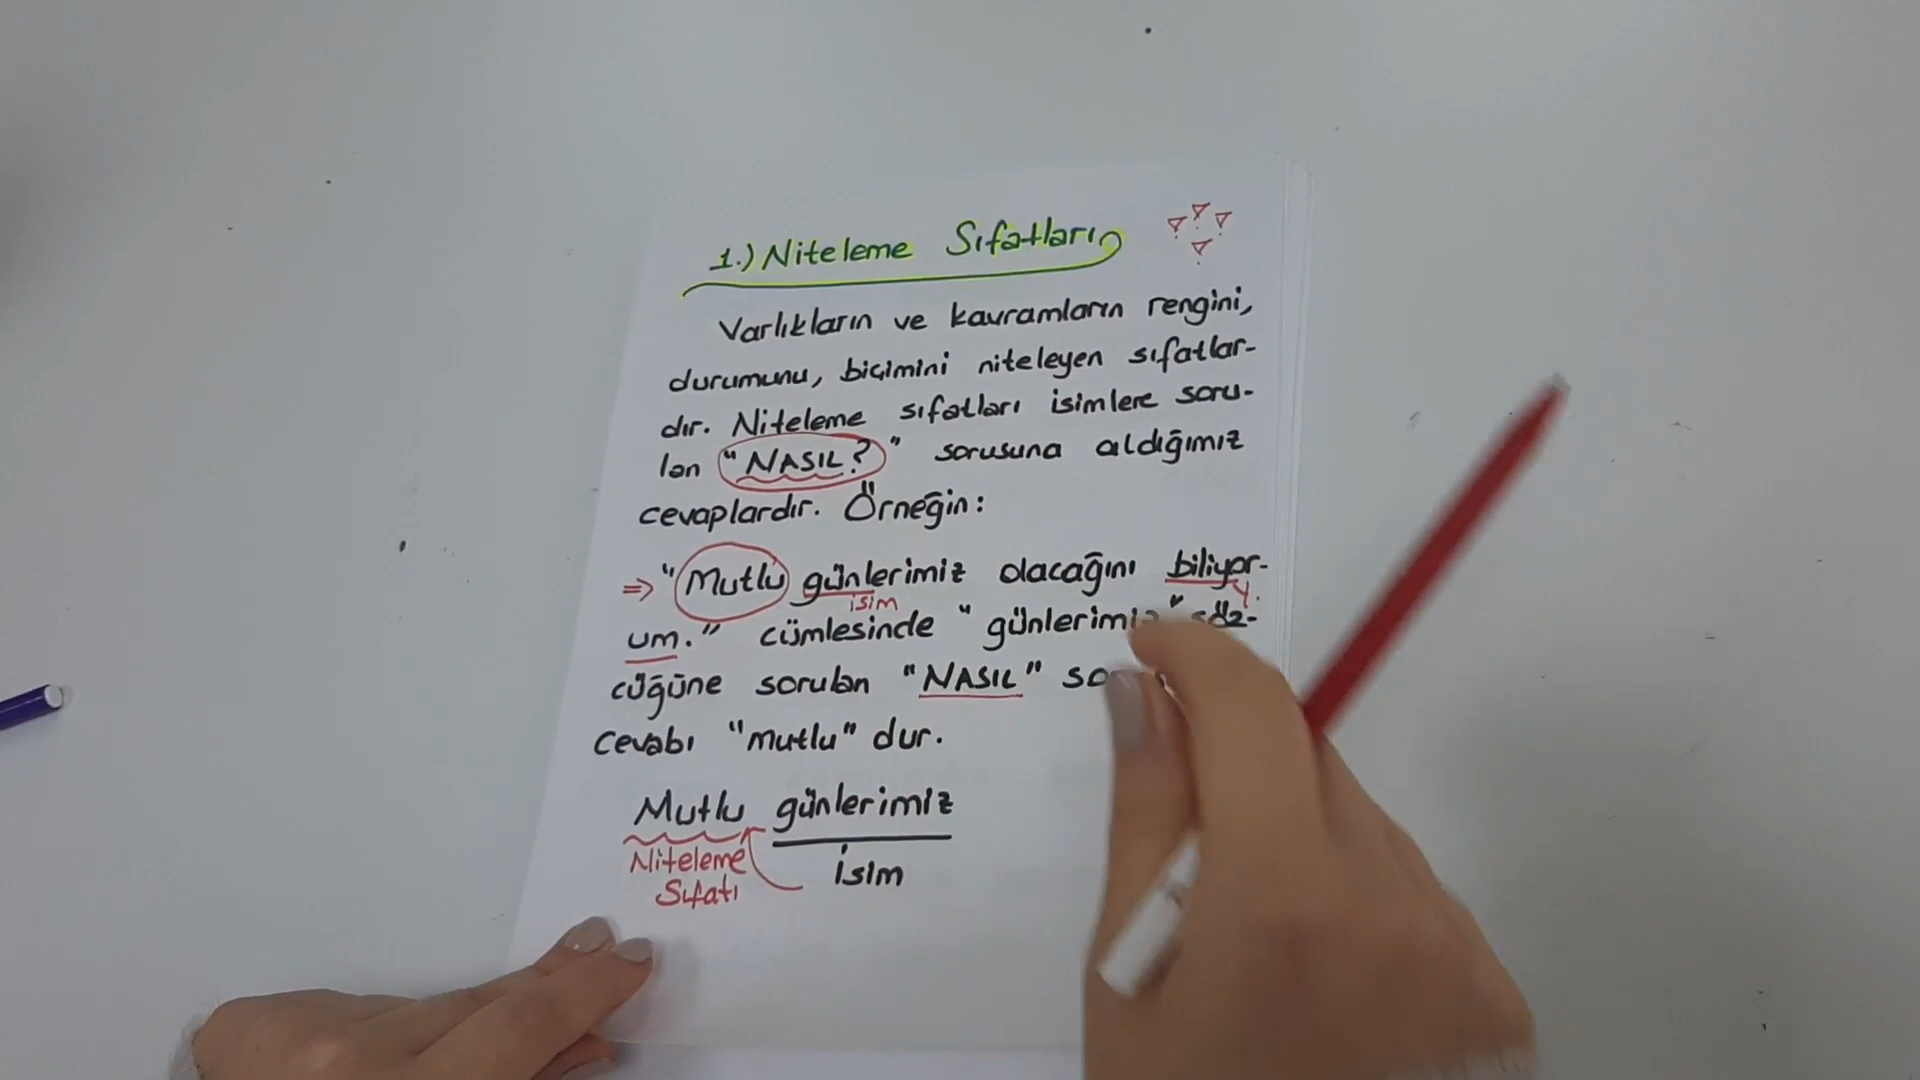 1.) Niteleme Sıfatları
Varlıkların ve kavramların rengini,
durumunu, biçimini niteleyen sıfatlar-
dır. Niteleme sıfatları isimlere soru-
lan "NASIL?" sorusuna aldığımız
cevaplardır. Örneğin:
⇒ "Mutlu günlerimiz olacağını biliyor-
isim
Y.
um." cümlesinde "günlerimiz" söz-
cüğüne sorulan "NASIL"
cevabı "mutlu" dur.
Mutlu günlerimiz
Niteleme
Sıfatı
İsim